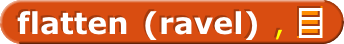 flatten (ravel) ,